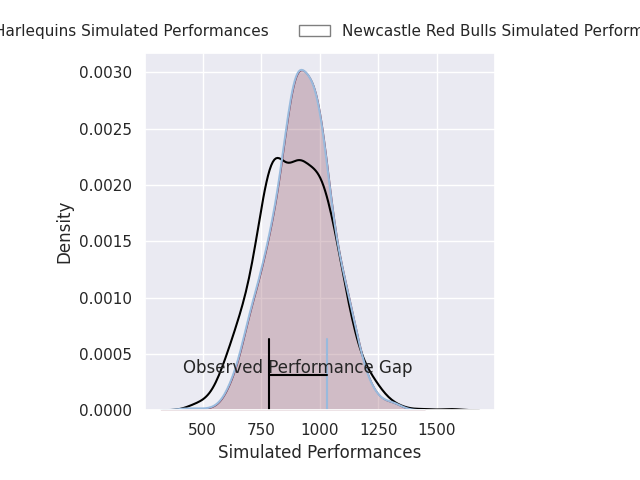 Harlequins Simulated Performances
Newcastle Red Bulls Simulated Perform
0.0030
0.0025
0.0020
0.0015
0.0010
0.0005
0.0000
Density
Observed Performance Gap
500 750 1000 1250 1500
Simulated Performances